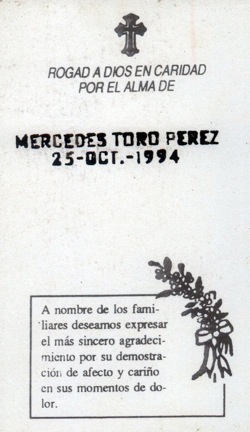 ROGAD A DIOS EN CARIDAD
POR EL ALMA DE
MERCEDES TORO PEREZ
25-OCT.-1994
A nombre de los fami-
liares deseamos expresar
el más sincero agradeci-
miento por su demostra-
ción de afecto y cariño
en sus momentos de do-
lor.